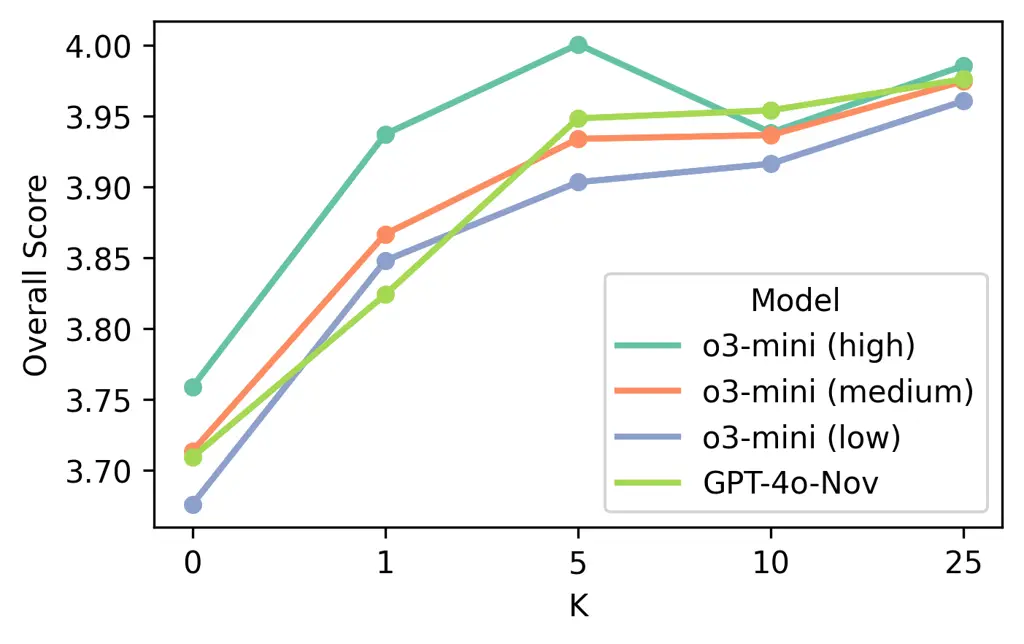 4.00
3.95
3.90
3.85
3.80
3.75
3.70
Overall Score
Model
o3-mini (high)
o3-mini (medium)
o3-mini (low)
GPT-4o-Nov
0 1 5 10 25
K